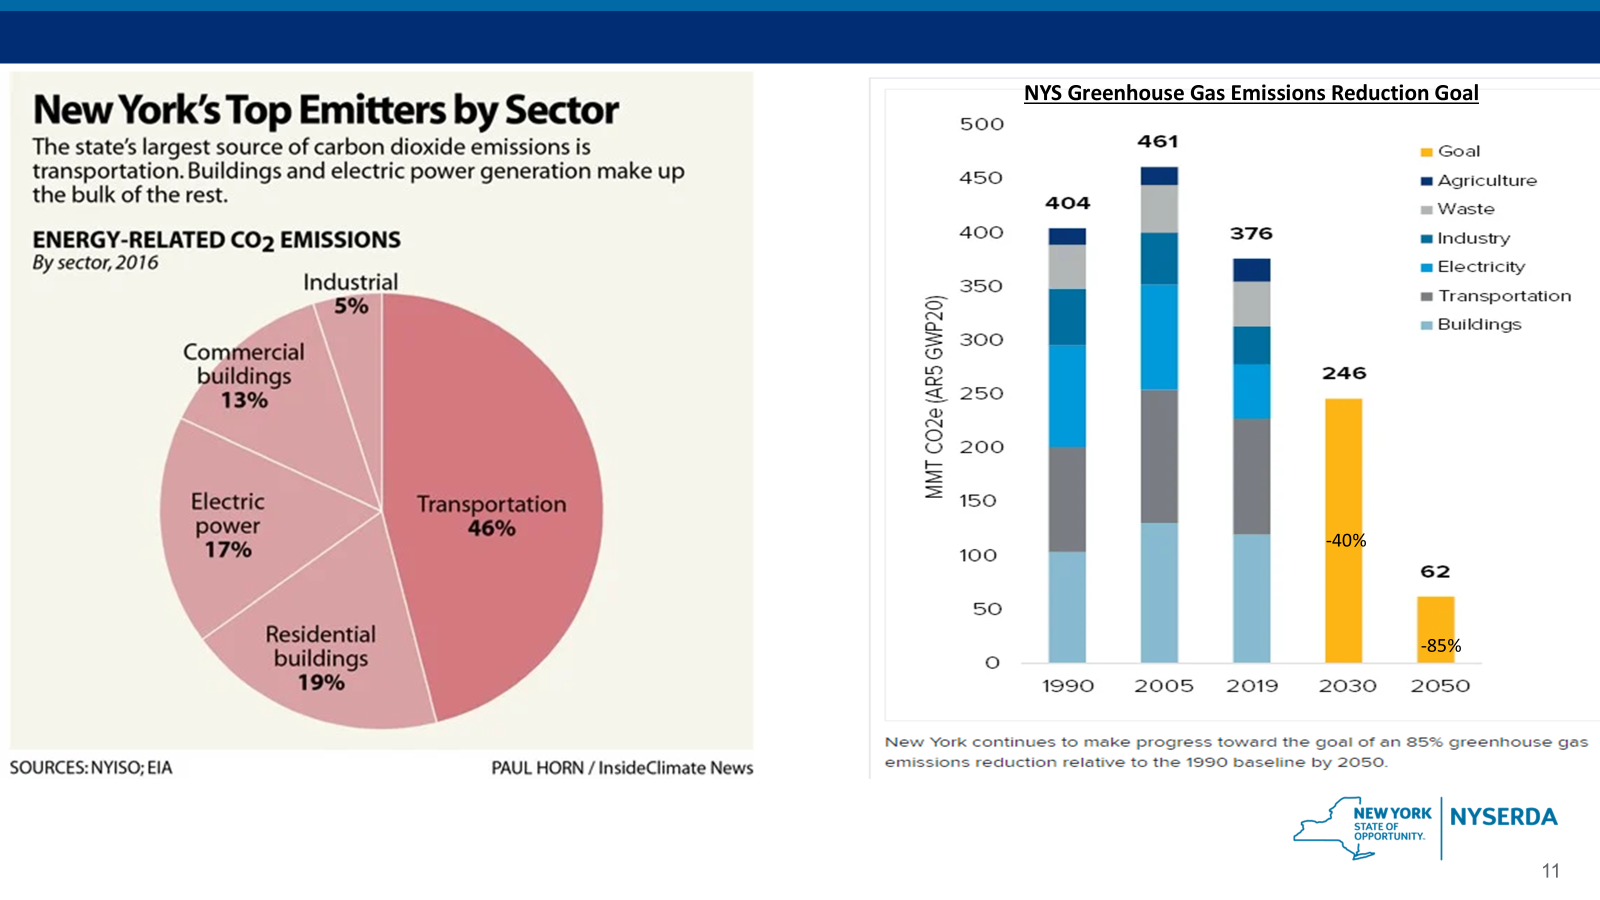 New York's Top Emitters by Sector
The state's largest source of carbon dioxide emissions is
transportation. Buildings and electric power generation make up
the bulk of the rest.
ENERGY-RELATED CO2 EMISSIONS
By sector, 2016
Industrial
5%
Commercial
buildings
13%
Electric
power
17%
Transportation
46%
Residential
buildings
19%
SOURCES: NYISO; EIA
PAUL HORN / InsideClimate News
NYS Greenhouse Gas Emissions Reduction Goal
MMT CO2e (AR5 GWP20)
500
450
400
350
300
250
200
150
100
50
0
404
461
376
246
62
-40%
-85%
1990
2005
2019
2030
2050
Goal
Agriculture
Waste
Industry
Electricity
Transportation
Buildings
New York continues to make progress toward the goal of an 85% greenhouse gas
emissions reduction relative to the 1990 baseline by 2050.
NEW YORK
STATE OF
OPPORTUNITY.
NYSERDA
11